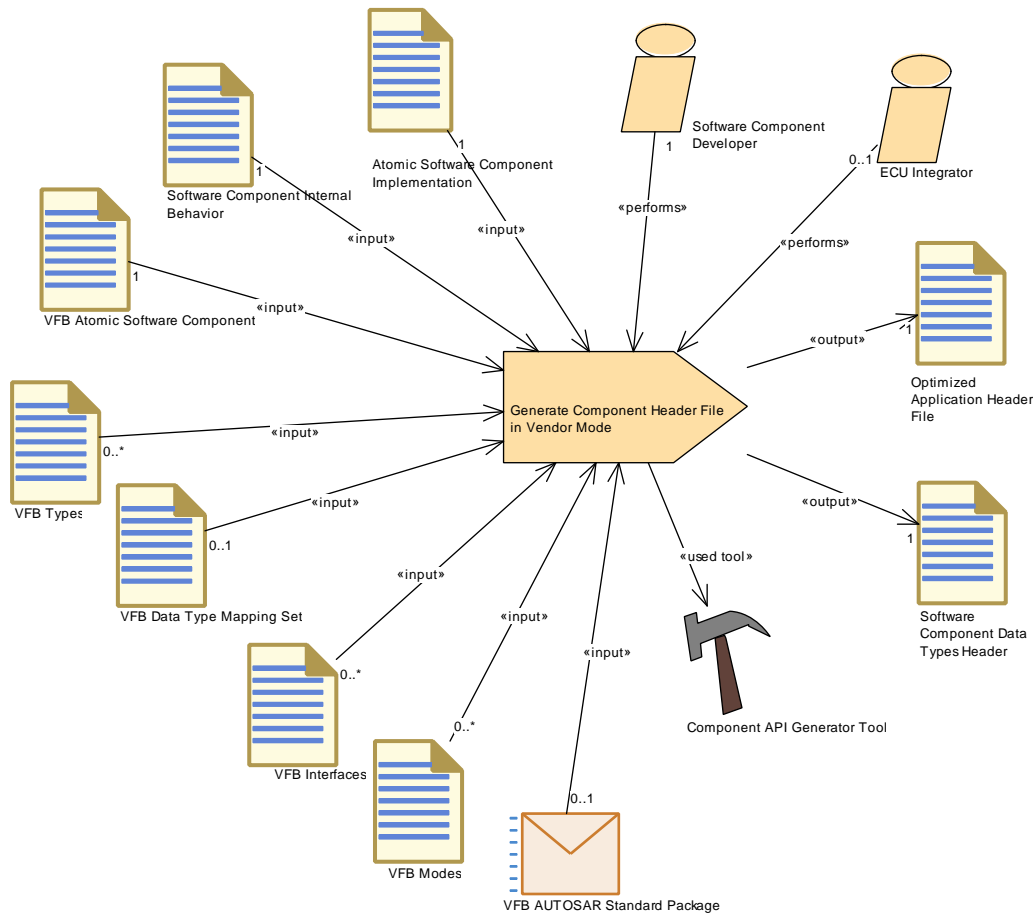 1
Software Component
Developer
1
Atomic Software Component
Implementation
1
0..1
ECU Integrator
Software Component Internal
Behavior
1
«performs»
«input»
«input»
«performs»
1
«input»
VFB Atomic Software Component
1
«output»
Optimized
Application Header
File
Generate Component Header File
in Vendor Mode
«input»
0..*
VFB Types
«input»
0..1
VFB Data Type Mapping Set
«output»
1
«used tool»
«input»
«input»
«input»
Software
Component Data
Types Header
0..*
VFB Interfaces
0..*
VFB Modes
Component API Generator Tool
0..1
VFB AUTOSAR Standard Package